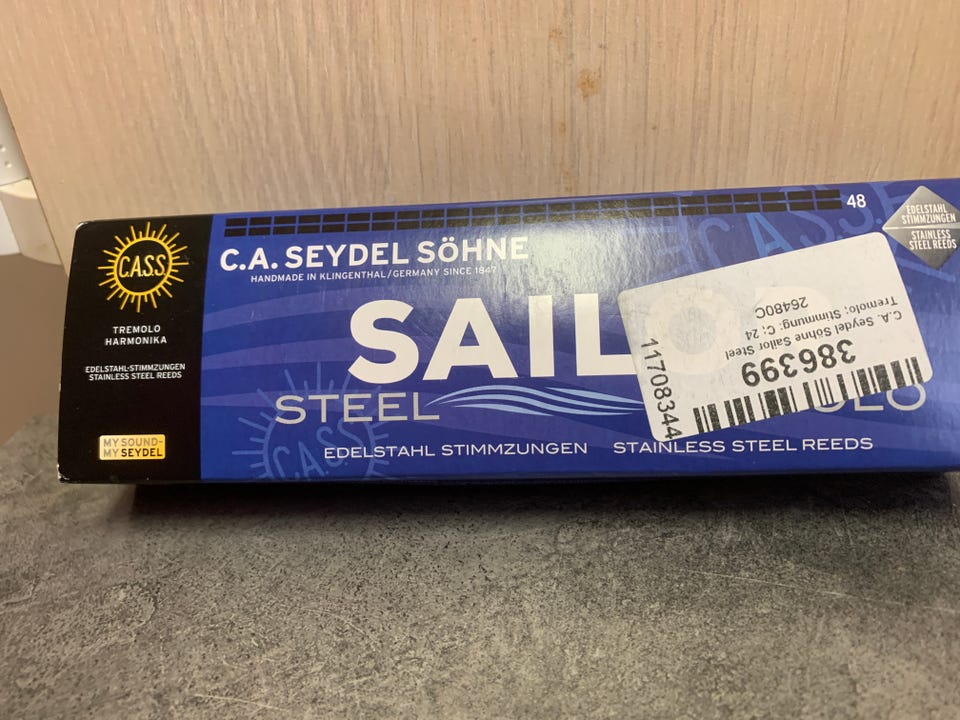 C.A.S.S.
TREMOLO
HARMONIKA
EDELSTAHL-STIMMZUNGEN
STAINLESS STEEL REEDS
MY SOUND-
MY SEYDEL
48
C.A. SEYDEL SÖHNE
HANDMADE IN KLINGENTHAL/GERMANY SINCE 1847
SAIL
STEEL
EDELSTAHL STIMMZUNGEN STAINLESS STEEL REEDS
C.A.S.S.
C.A.S.S.
EDELSTAHL
STIMMZUNGEN
STAINLESS
STEEL REEDS
C.A. Seydel Söhne Sailor Steel
Tremolo; Stimmung: C; 24
26480C
386399
11708344